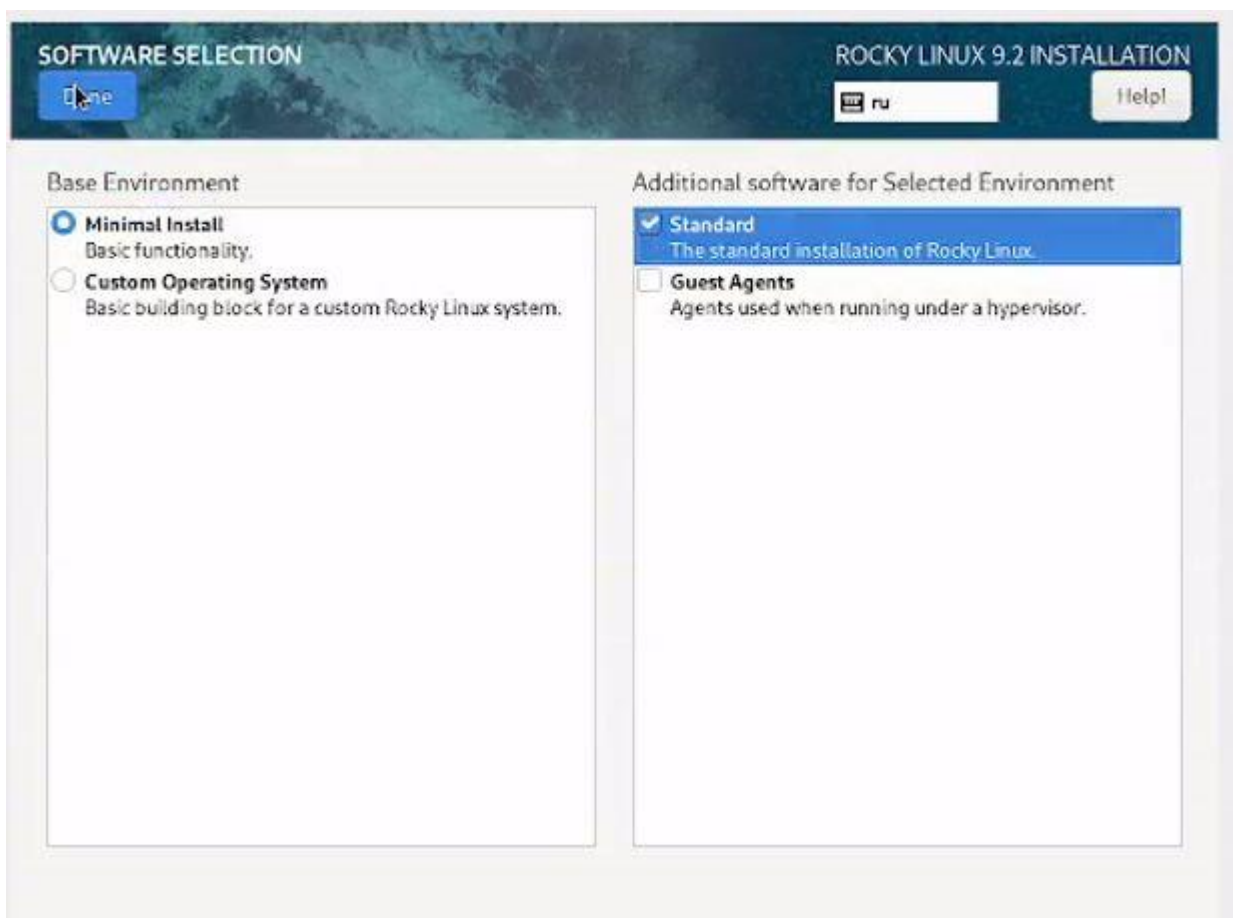 SOFTWARE SELECTION
Done
ROCKY LINUX 9.2 INSTALLATION
ru
Help!
Base Environment
Minimal Install
Basic functionality.
Custom Operating System
Basic building block for a custom Rocky Linux system.
Additional software for Selected Environment
Standard
The standard installation of Rocky Linux.
Guest Agents
Agents used when running under a hypervisor.